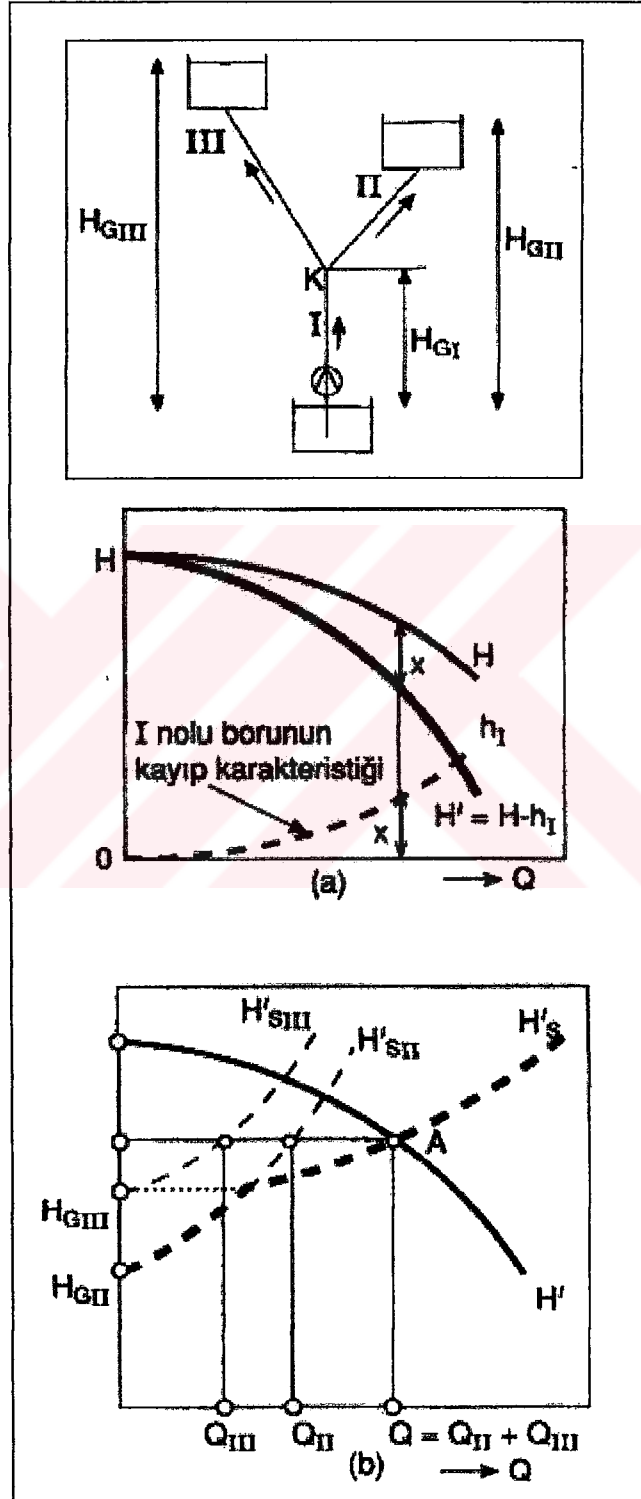 III
II
H_GIII
H_GII
K
I
H_GI
H
H
x
h_I
I nolu borunun
kayıp karakteristiği
H' = H-h_I
x
0
(a)
Q
H'_SIII
H'_SII
H'_S
A
H_GIII
H_GII
H'
Q_III
Q_II
Q = Q_II + Q_III
(b)
Q